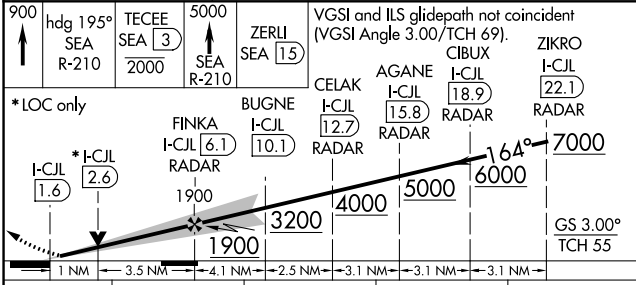 900
hdg 195°
SEA
R-210
TECEE
SEA 3
2000
5000
SEA
R-210
ZERLI
SEA 15
VGSI and ILS glidepath not coincident
(VGSI Angle 3.00/TCH 69).
* LOC only
I-CJL
1.6
* I-CJL
2.6
FINKA
I-CJL 6.1
RADAR
1900
BUGNE
I-CJL
10.1
CELAK
I-CJL
12.7
RADAR
AGANE
I-CJL
15.8
RADAR
CIBUX
I-CJL
18.9
RADAR
ZIKRO
I-CJL
22.1
RADAR
164°
7000
6000
5000
4000
3200
1900
GS 3.00°
TCH 55
1 NM
3.5 NM
4.1 NM
2.5 NM
3.1 NM
3.1 NM
3.1 NM